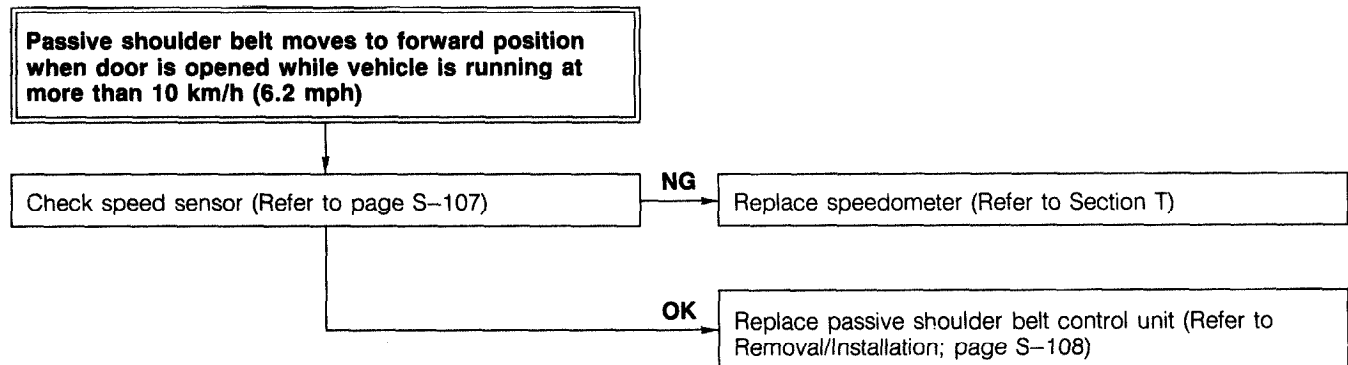 Passive shoulder belt moves to forward position
when door is opened while vehicle is running at
more than 10 km/h (6.2 mph)
Check speed sensor (Refer to page S–107)
NG
Replace speedometer (Refer to Section T)
OK
Replace passive shoulder belt control unit (Refer to
Removal/Installation; page S–108)